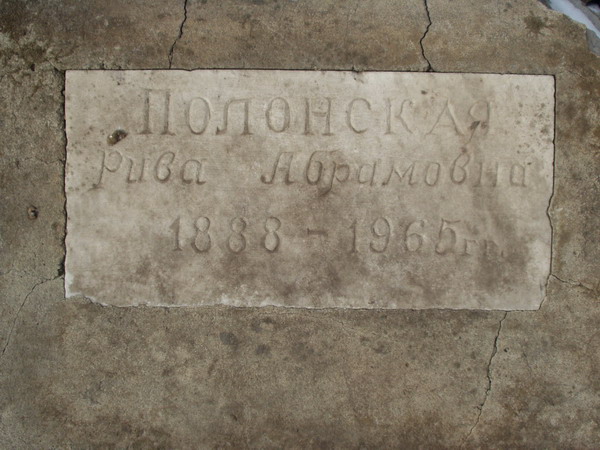 ПОЛОНСКАЯ
Рива Абрамовна
1888 - 1965гг.